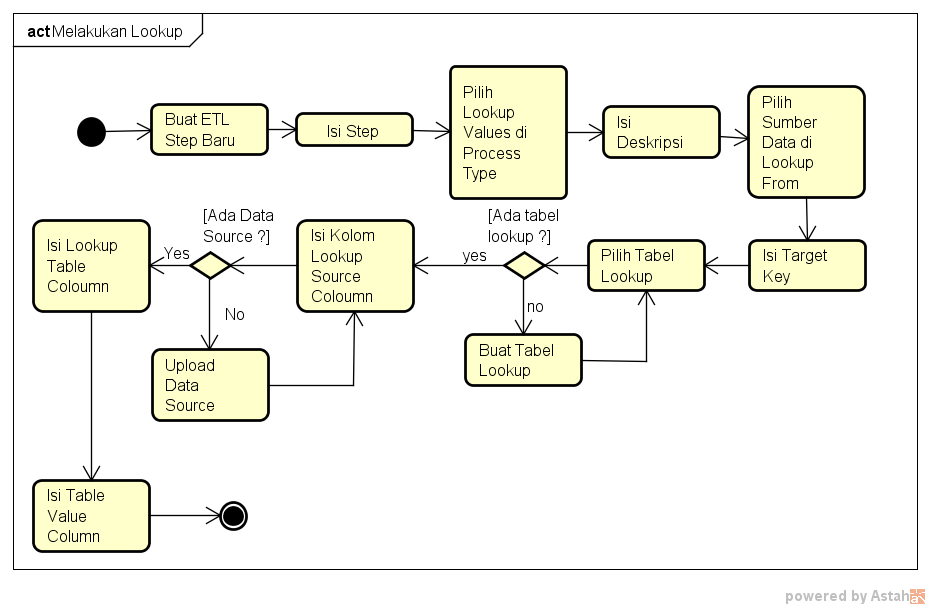 act Melakukan Lookup
Buat ETL
Step Baru
Isi Step
Pilih
Lookup
Values di
Process
Type
Isi
Deskripsi
Pilih
Sumber
Data di
Lookup
From
Isi Target
Key
Pilih Tabel
Lookup
[Ada tabel
lookup ?]
yes
no
Buat Tabel
Lookup
Isi Kolom
Lookup
Source
Coloumn
[Ada Data
Source ?]
Yes
No
Upload
Data
Source
Isi Lookup
Table
Coloumn
Isi Table
Value
Column
powered by Astah